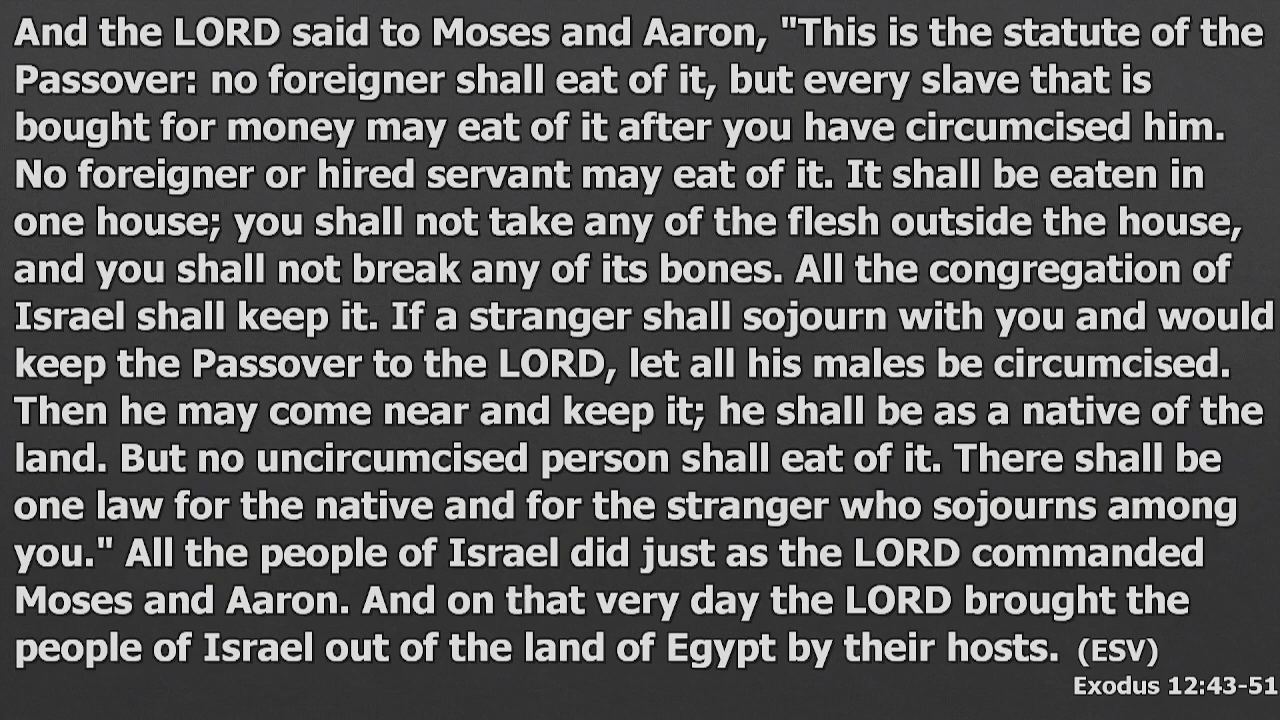 And the LORD said to Moses and Aaron, "This is the statute of the
Passover: no foreigner shall eat of it, but every slave that is
bought for money may eat of it after you have circumcised him.
No foreigner or hired servant may eat of it. It shall be eaten in
one house; you shall not take any of the flesh outside the house,
and you shall not break any of its bones. All the congregation of
Israel shall keep it. If a stranger shall sojourn with you and would
keep the Passover to the LORD, let all his males be circumcised.
Then he may come near and keep it; he shall be as a native of the
land. But no uncircumcised person shall eat of it. There shall be
one law for the native and for the stranger who sojourns among
you." All the people of Israel did just as the LORD commanded
Moses and Aaron. And on that very day the LORD brought the
people of Israel out of the land of Egypt by their hosts. (ESV)
Exodus 12:43-51